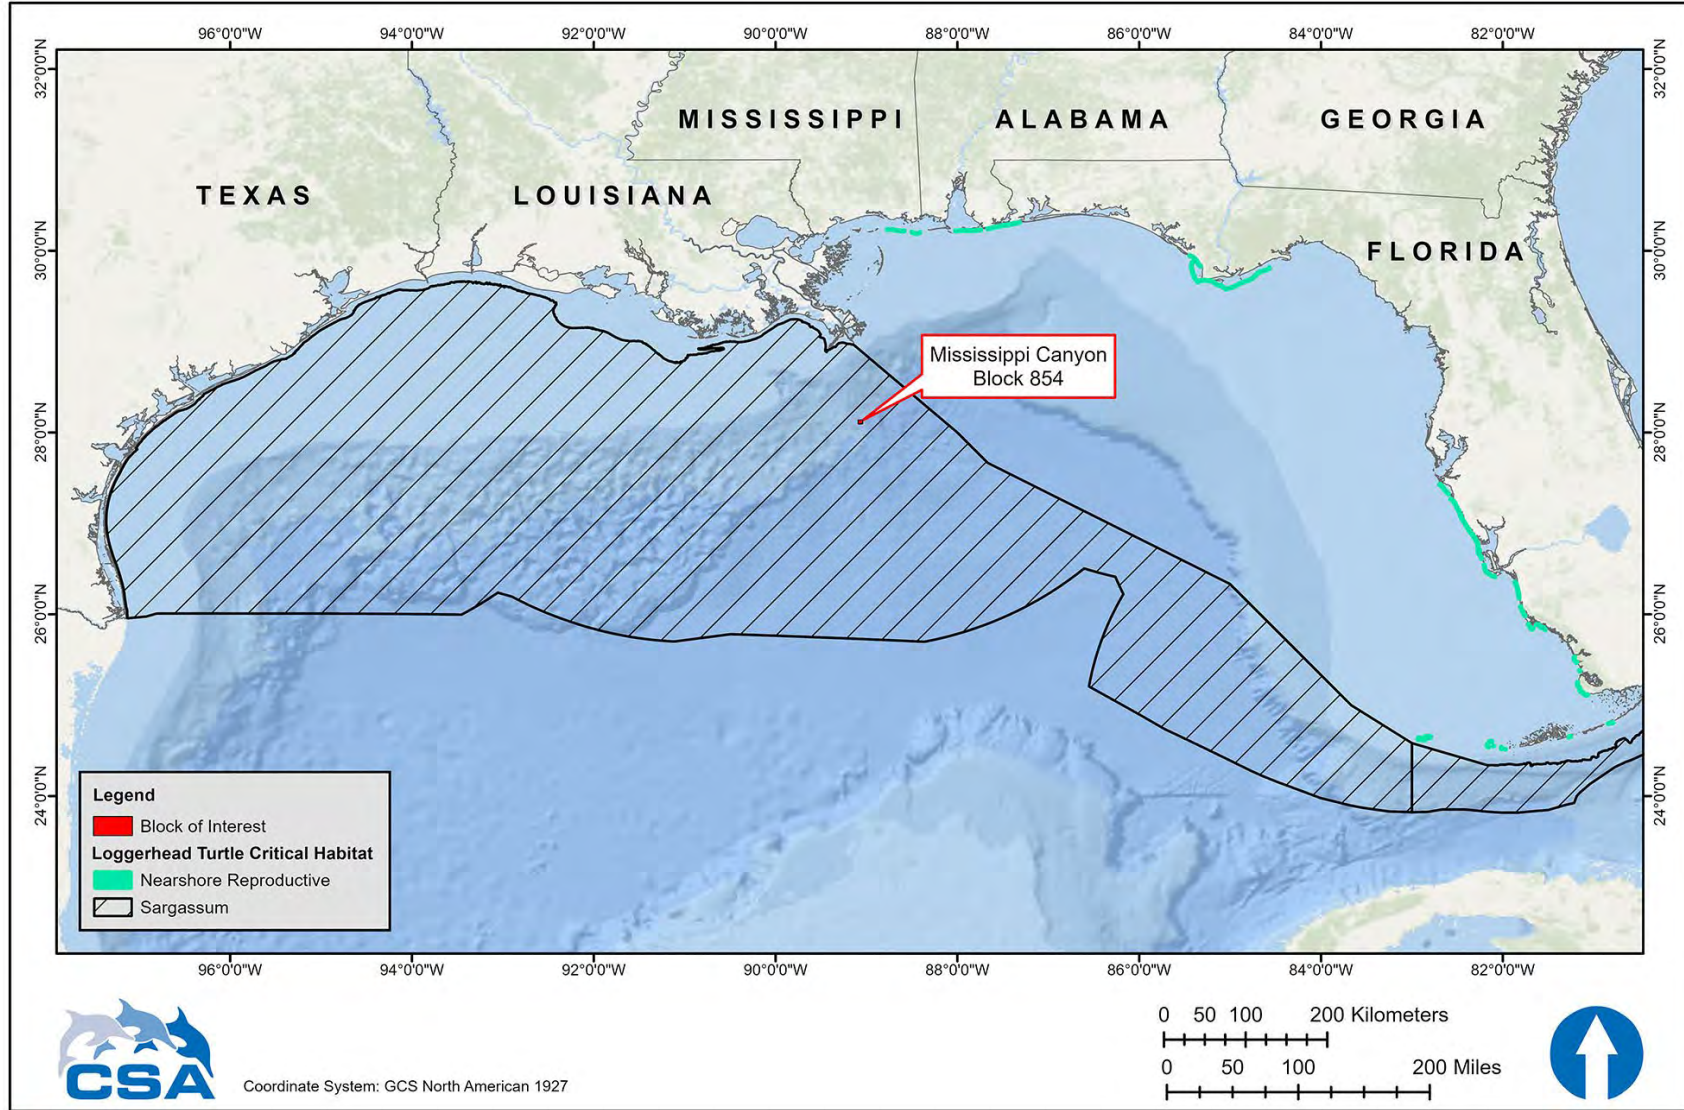 96°0'0"W 94°0'0"W 92°0'0"W 90°0'0"W 88°0'0"W 86°0'0"W 84°0'0"W 82°0'0"W
32°0'0"N 32°0'0"N
MISSISSIPPI ALABAMA GEORGIA
TEXAS LOUISIANA
30°0'0"N FLORIDA 30°0'0"N
Mississippi Canyon
Block 854
28°0'0"N 28°0'0"N
26°0'0"N 26°0'0"N
24°0'0"N 24°0'0"N
Legend
Block of Interest
Loggerhead Turtle Critical Habitat
Nearshore Reproductive
Sargassum
96°0'0"W 94°0'0"W 92°0'0"W 90°0'0"W 88°0'0"W 86°0'0"W 84°0'0"W 82°0'0"W
CSA
Coordinate System: GCS North American 1927
0 50 100 200 Kilometers
0 50 100 200 Miles